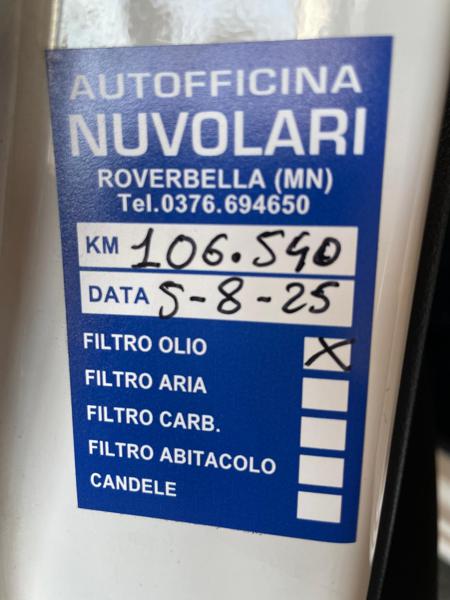 AUTOFFICINA
NUVOLARI
ROVERBELLA (MN)
Tel.0376.694650
KM 106.540
DATA 5-8-25
FILTRO OLIO X
FILTRO ARIA
FILTRO CARB.
FILTRO ABITACOLO
CANDELE